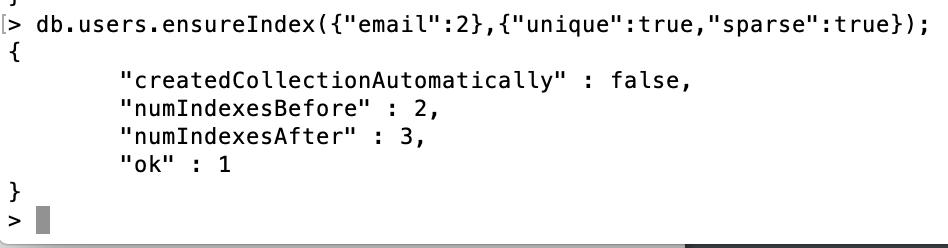 [> db.users.ensureIndex({"email":2},{"unique":true,"sparse":true});
{
        "createdCollectionAutomatically" : false,
        "numIndexesBefore" : 2,
        "numIndexesAfter" : 3,
        "ok" : 1
}
>